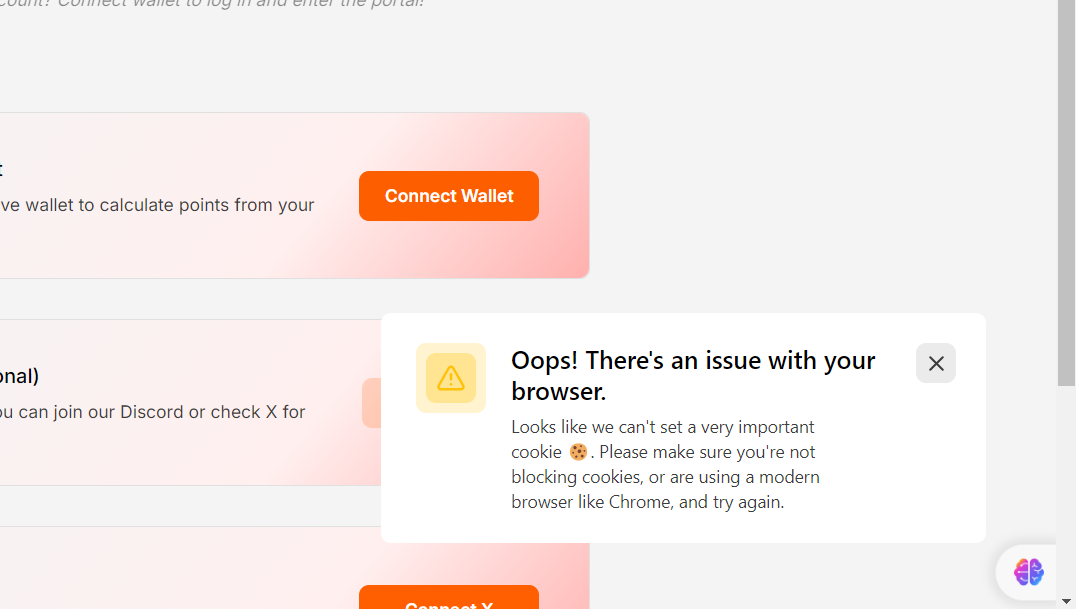 count? Connect wallet to log in and enter the portal!
Connect Wallet
ve wallet to calculate points from your
onal)
ou can join our Discord or check X for
Oops! There's an issue with your
browser.
Looks like we can't set a very important
cookie 🍪. Please make sure you're not
blocking cookies, or are using a modern
browser like Chrome, and try again.
Connect X